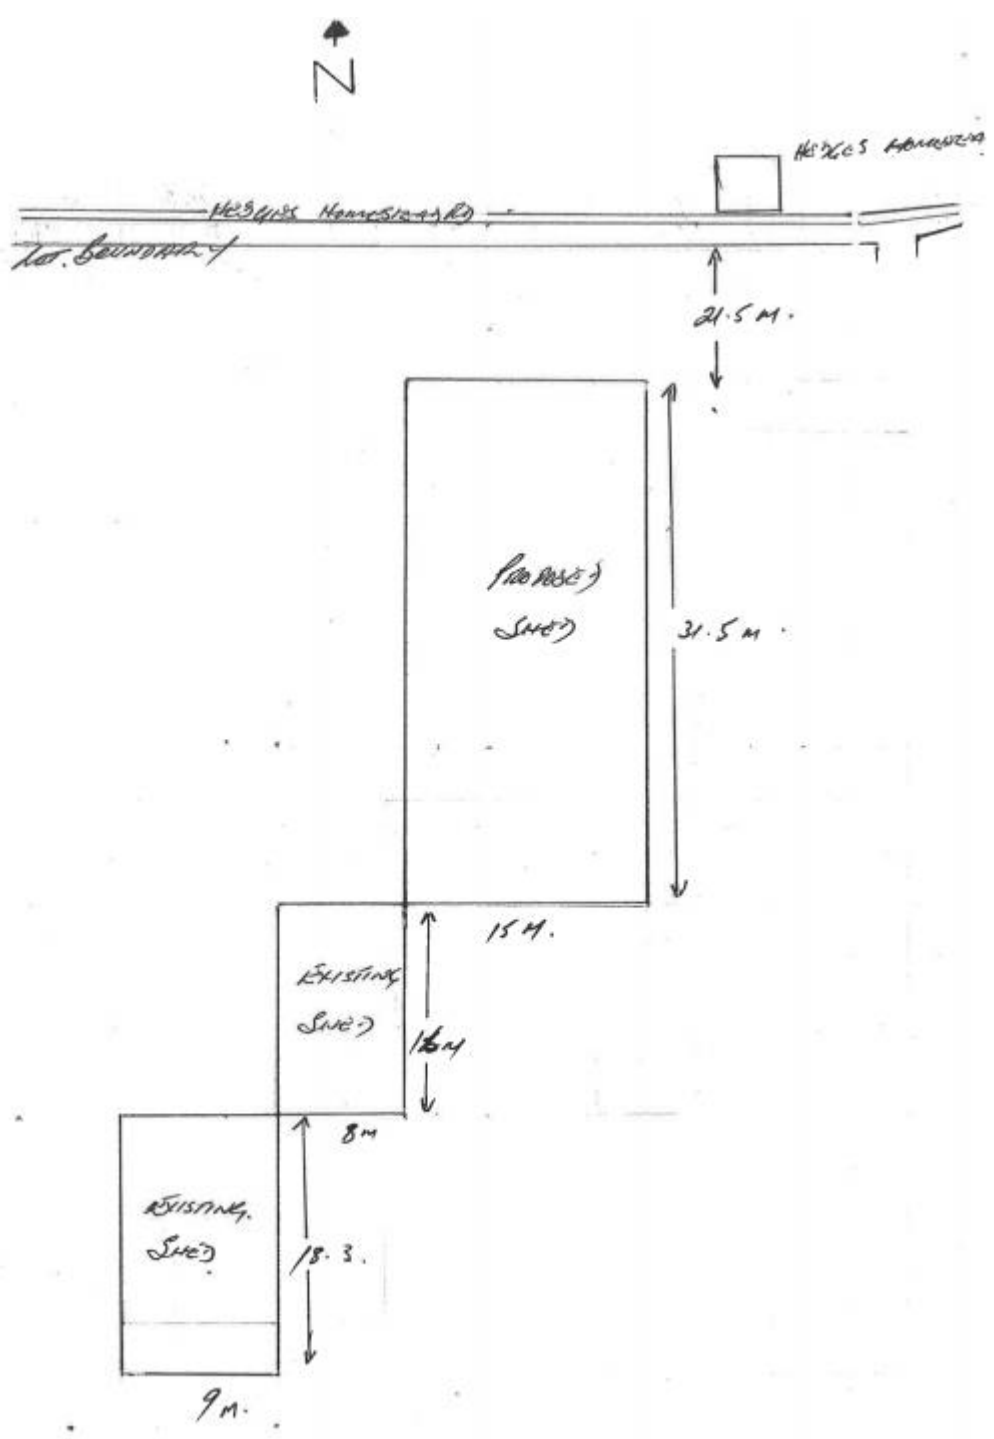 N
HEDGES HOMESTEAD
HEDGES HOMESTEAD RD
LOT. BOUNDARY
21.5 M.
PROPOSED
SHED
31.5 M.
15 M.
EXISTING
SHED
8M
EXISTING.
SHED
18.3.
9 M.